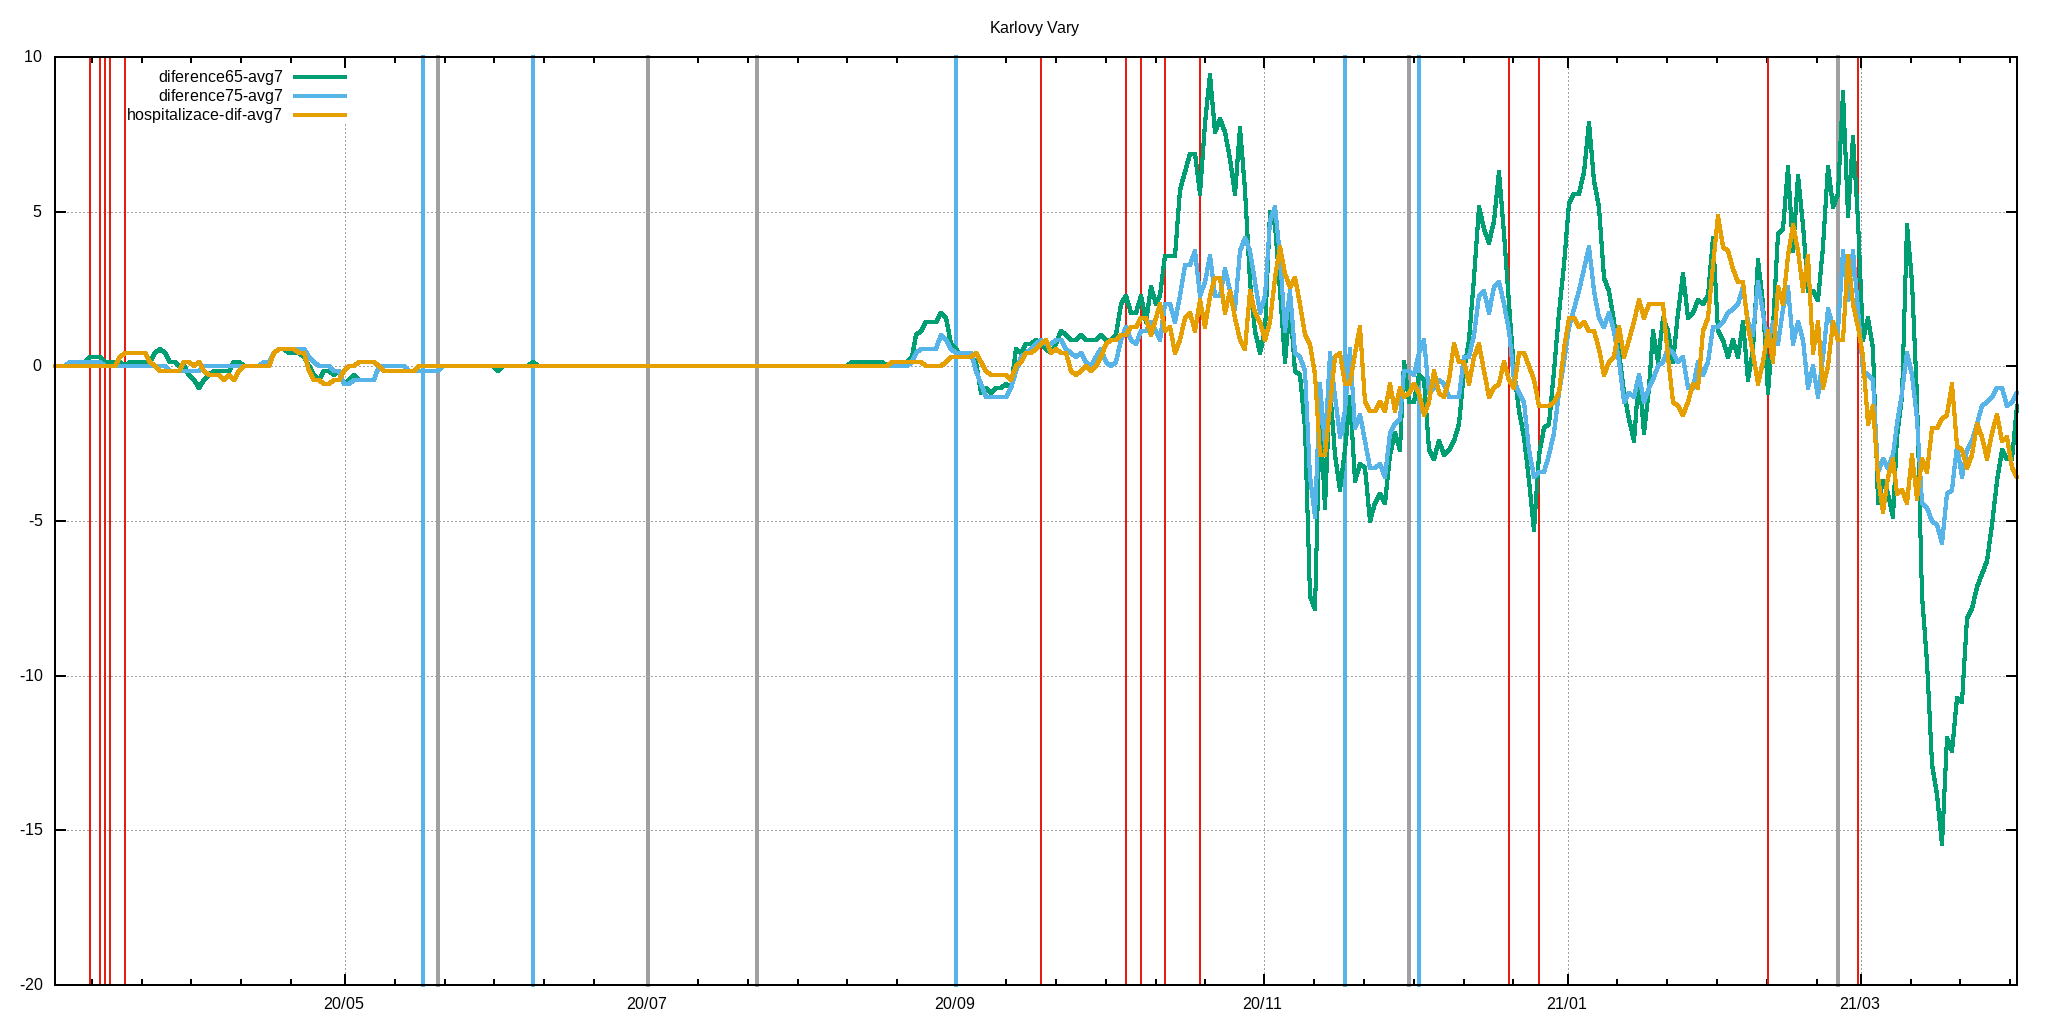 Karlovy Vary
10
diference65-avg7
diference75-avg7
hospitalizace-dif-avg7
5
0
-5
-10
-15
-20
20/05 20/07 20/09 20/11 21/01 21/03